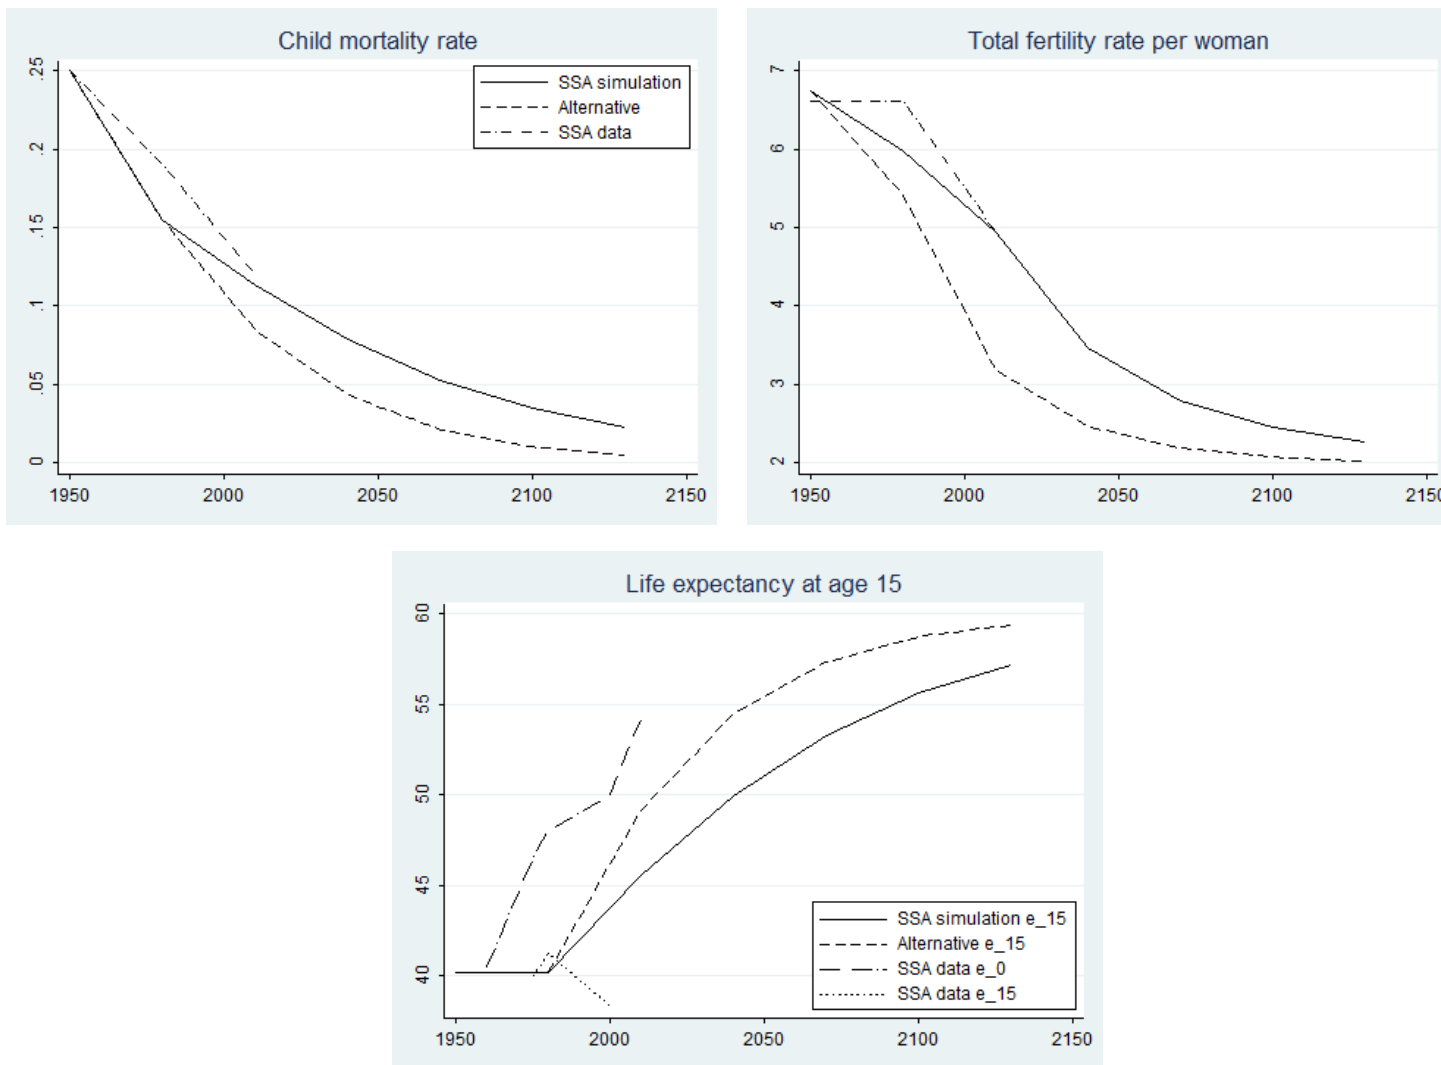 Child mortality rate
.25
.2
.15
.1
.05
0
SSA simulation
Alternative
SSA data
1950 2000 2050 2100 2150
Total fertility rate per woman
7
6
5
4
3
2
1950 2000 2050 2100 2150
Life expectancy at age 15
60
55
50
45
40
SSA simulation e_15
Alternative e_15
SSA data e_0
SSA data e_15
1950 2000 2050 2100 2150